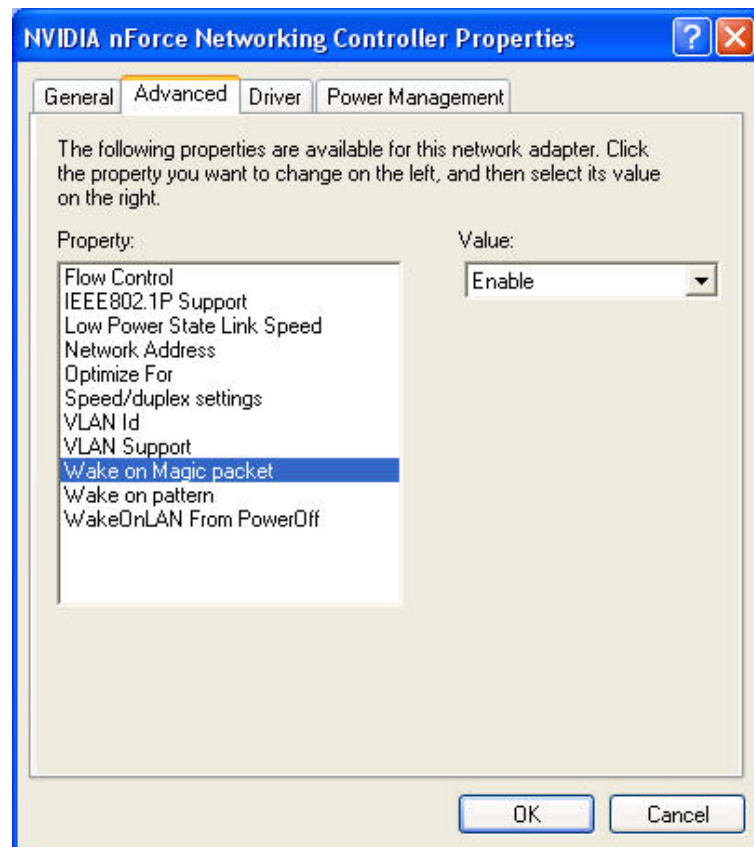 NVIDIA nForce Networking Controller Properties
General Advanced Driver Power Management
The following properties are available for this network adapter. Click
the property you want to change on the left, and then select its value
on the right.
Property:
Value:
Flow Control
IEEE802.1P Support
Low Power State Link Speed
Network Address
Optimize For
Speed/duplex settings
VLAN Id
VLAN Support
Wake on Magic packet
Wake on pattern
WakeOnLAN From PowerOff
Enable
OK Cancel